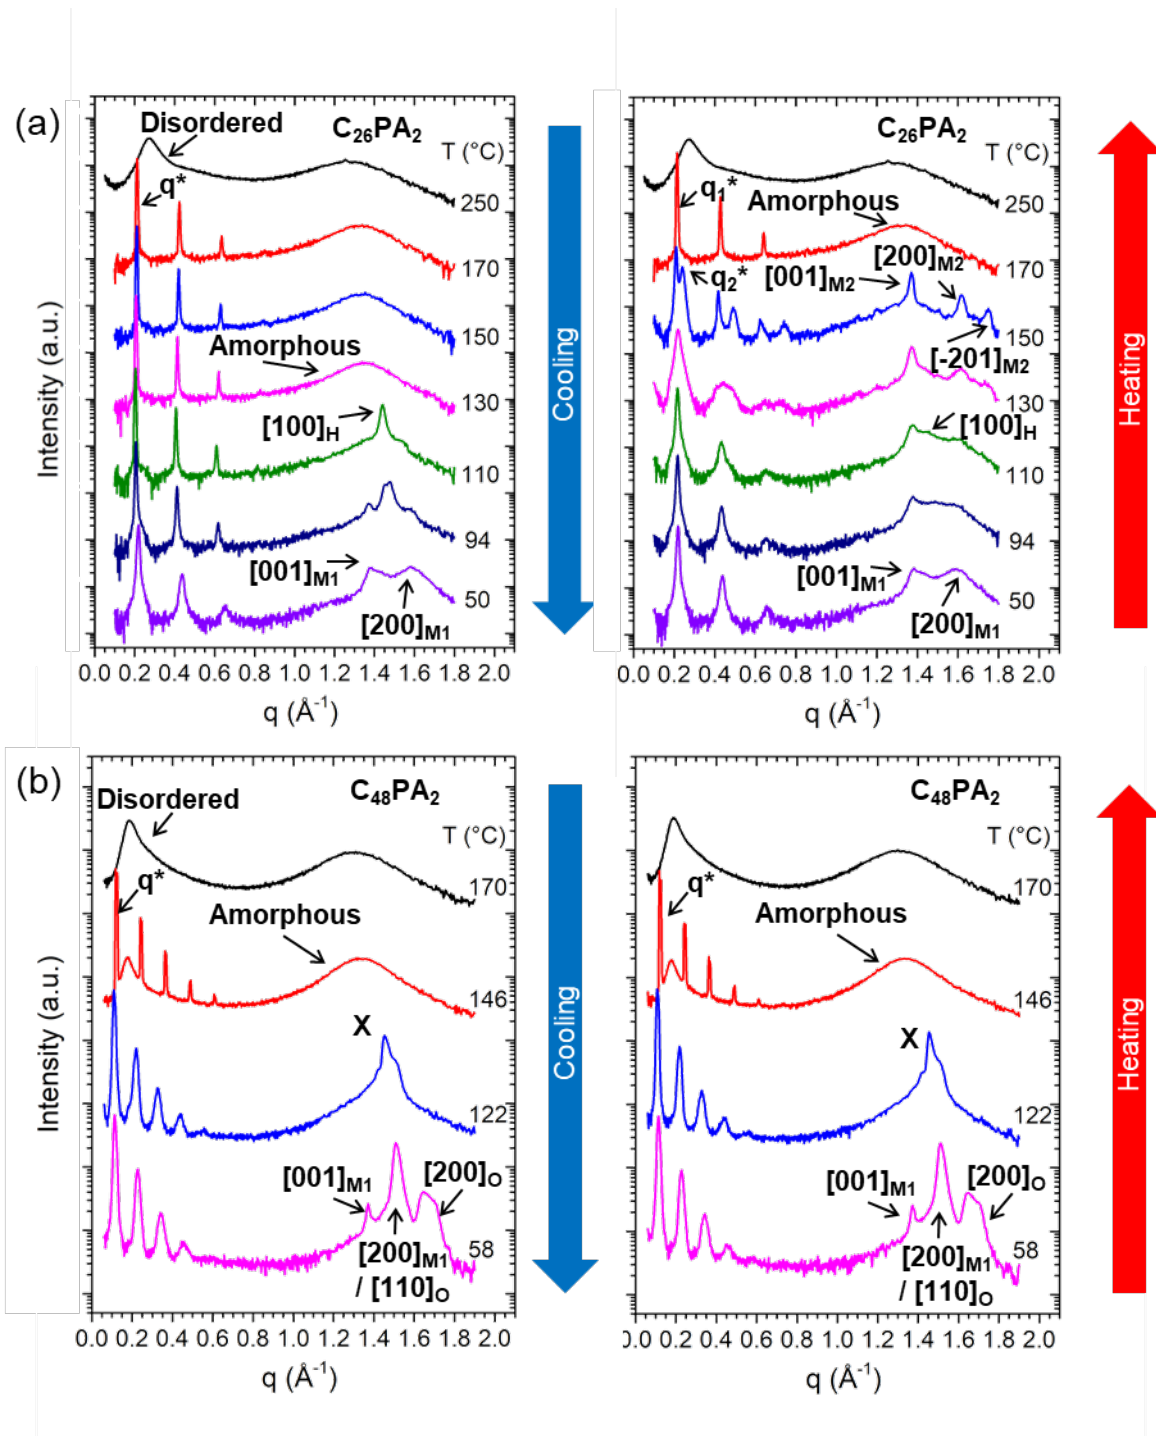 (a)
Disordered
C26PA2
T (°C)
q*
250
170
150
Amorphous
130
[100]H
110
94
[001]M1
50
[200]M1
0.0 0.2 0.4 0.6 0.8 1.0 1.2 1.4 1.6 1.8 2.0
q (Å-1)
Intensity (a.u.)
Cooling
C26PA2
T (°C)
q1*
250
Amorphous
170
[200]M2
[001]M2
q2*
150
[-201]M2
130
[100]H
110
94
[001]M1
50
[200]M1
0.0 0.2 0.4 0.6 0.8 1.0 1.2 1.4 1.6 1.8 2.0
q (Å-1)
Heating
(b)
C48PA2
Disordered
T (°C)
q*
170
Amorphous
146
X
122
[001]M1
[200]O
58
[200]M1
/ [110]O
0.0 0.2 0.4 0.6 0.8 1.0 1.2 1.4 1.6 1.8 2.0
q (Å-1)
Intensity (a.u.)
Cooling
C48PA2
T (°C)
q*
170
Amorphous
146
X
122
[001]M1
[200]O
58
[200]M1
/ [110]O
0.0 0.2 0.4 0.6 0.8 1.0 1.2 1.4 1.6 1.8 2.0
q (Å-1)
Heating